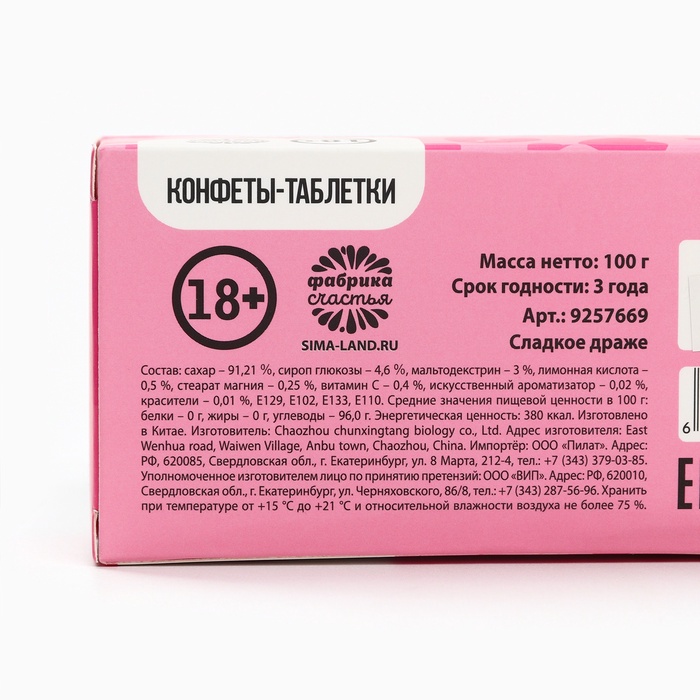 КОНФЕТЫ-ТАБЛЕТКИ
18+
фабрика
счастья
SIMA-LAND.RU
Масса нетто: 100 г
Срок годности: 3 года
Арт.: 9257669
Сладкое драже
Состав: сахар – 91,21 %, сироп глюкозы – 4,6 %, мальтодекстрин – 3 %, лимонная кислота –
0,5 %, стеарат магния – 0,25 %, витамин С – 0,4 %, искусственный ароматизатор – 0,02 %,
красители – 0,01 %, Е129, Е102, Е133, Е110. Средние значения пищевой ценности в 100 г:
белки – 0 г, жиры – 0 г, углеводы – 96,0 г. Энергетическая ценность: 380 ккал. Изготовлено
в Китае. Изготовитель: Chaozhou chunxingtang biology co., Ltd. Адрес изготовителя: East
Wenhua road, Waiwen Village, Anbu town, Chaozhou, China. Импортёр: ООО «Пилат». Адрес:
РФ, 620085, Свердловская обл., г. Екатеринбург, ул. 8 Марта, 212-4, тел.: +7 (343) 379-03-85.
Уполномоченное изготовителем лицо по принятию претензий: ООО «ВИП». Адрес: РФ, 620010,
Свердловская обл., г. Екатеринбург, ул. Черняховского, 86/8, тел.: +7 (343) 287-56-96. Хранить
при температуре от +15 °С до +21 °С и относительной влажности воздуха не более 75 %.
6